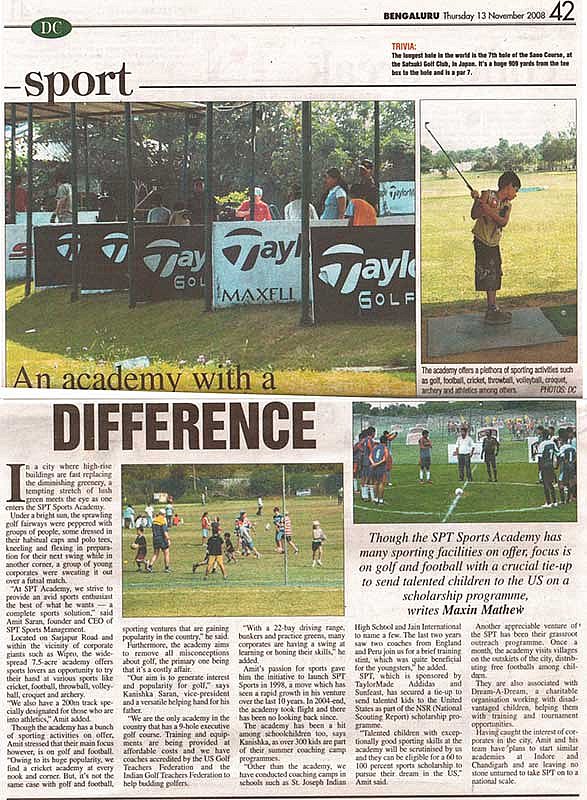 DC
BENGALURU Thursday 13 November 2008 42
TRIVIA:
The longest hole in the world is the 7th hole of the Sano Course, at
the Satsuki Golf Club, in Japan. It's a huge 909 yards from the tee
box to the hole and is a par 7.
sport
Tayl
MAXFLI
Tayl
GOLF
TaylorM
The academy offers a plethora of sporting activities such
as golf, football, cricket, throwball, volleyball, croquet,
archery and athletics among others. PHOTOS: DC
An academy with a
DIFFERENCE
Though the SPT Sports Academy has
many sporting facilities on offer, focus is
on golf and football with a crucial tie-
up to send talented children to the US on a
scholarship programme,
writes Maxin Mathew
In a city where high-rise
buildings are fast replacing
the diminishing greenery, a
tempting stretch of lush
green meets the eye as one
enters the SPT Sports Academy.
Under a bright sun, the sprawling
golf fairways were peppered with
groups of people, some dressed in
their habitual caps and polo tees,
kneeling and flexing in prepara-
tion for their next swing while in
another corner, a group of young
corporates were sweating it out
over a futsal match.
"At SPT Academy, we strive to
provide an avid sports enthusiast
the best of what he wants — a
complete sports solution," said
Amit Saran, founder and CEO of
SPT Sports Management.
Located on Sarjapur Road and
within the vicinity of corporate
giants such as Wipro, the wide-
spread 7.5-acre academy offers
sports lovers an opportunity to try
their hand at various sports like
cricket, football, throwball, volley-
ball, croquet and archery.
"We also have a 200m track spe-
cially designated for those who are
into athletics," Amit added.
Though the academy has a bunch
of sporting activities on offer,
Amit stressed that their main focus
however, is on golf and football.
"Owing to its huge popularity, we
find a cricket academy at every
nook and corner. But, it's not the
same case with golf and football,
sporting ventures that are gaining
popularity in the country," he said.
Furthermore, the academy aims
to remove all misconceptions
about golf, the primary one being
that it's a costly affair.
"Our aim is to generate interest
and popularity for golf," says
Kanishka Saran, vice-president
and a versatile helping hand for his
father.
"We are the only academy in the
country that has a 9-hole executive
golf course. Training and equip-
ments are being provided at
affordable costs and we have
coaches accredited by the US Golf
Teachers Federation and the
Indian Golf Teachers Federation to
help budding golfers.
"With a 22-bay driving range,
bunkers and practice greens, many
corporates are having a swing at
learning or honing their skills," he
added.
Amit's passion for sports gave
him the initiative to launch SPT
Sports in 1998, a move which has
seen a rapid growth in his venture
over the last 10 years. In 2004-end,
the academy took flight and there
has been no looking back since.
The academy has been a hit
among schoolchildren too, says
Kanishka, as over 300 kids are part
of their summer coaching camp
programmes.
"Other than the academy, we
have conducted coaching camps in
schools such as St. Joseph Indian
High School and Jain International
to name a few. The last two years
saw two coaches from England
and Peru join us for a brief training
stint, which was quite beneficial
for the youngsters," he added.
SPT, which is sponsored by
TaylorMade Addidas and
Sunfeast, has secured a tie-up to
send talented kids to the United
States as part of the NSR (National
Scouting Report) scholarship pro-
gramme.
"Talented children with excep-
tionally good sporting skills at the
academy will be scrutinised by us
and they can be eligible for a 60 to
100 percent sports scholarship to
pursue their dream in the US,"
Amit said.
Another appreciative venture of
the SPT has been their grassroot
outreach programme. Once a
month, the academy visits villages
on the outskirts of the city, distrib-
uting free footballs among chil-
dren.
They are also associated with
Dream-A-Dream, a charitable
organisation working with disad-
vantaged children, helping them
with training and tournament
opportunities.
Having caught the interest of cor-
porates in the city, Amit and his
team have plans to start similar
academies at Indore and
Chandigarh and are leaving no
stone unturned to take SPT on to a
national scale.